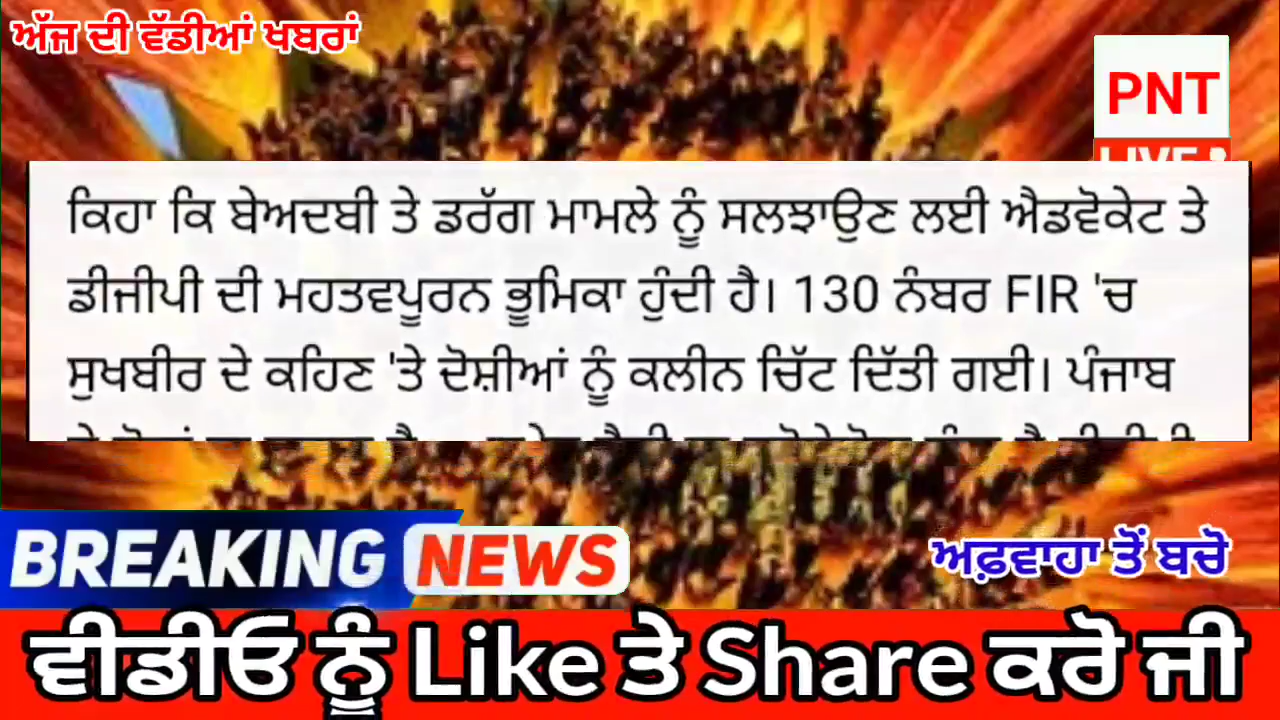 ਅੱਜ ਦੀ ਵੱਡੀਆਂ ਖਬਰਾਂ
PNT
LIVE
ਕਿਹਾ ਕਿ ਬੇਅਦਬੀ ਤੇ ਡਰੱਗ ਮਾਮਲੇ ਨੂੰ ਸਲਝਾਉਣ ਲਈ ਐਡਵੋਕੇਟ ਤੇ
ਡੀਜੀਪੀ ਦੀ ਮਹਤਵਪੂਰਨ ਭੂਮਿਕਾ ਹੁੰਦੀ ਹੈ। 130 ਨੰਬਰ FIR 'ਚ
ਸੁਖਬੀਰ ਦੇ ਕਹਿਣ 'ਤੇ ਦੋਸ਼ੀਆਂ ਨੂੰ ਕਲੀਨ ਚਿੱਟ ਦਿੱਤੀ ਗਈ। ਪੰਜਾਬ
BREAKING NEWS
ਅਫ਼ਵਾਹਾ ਤੋਂ ਬਚੋ
ਵੀਡੀਓ ਨੂੰ Like ਤੇ Share ਕਰੋ ਜੀ